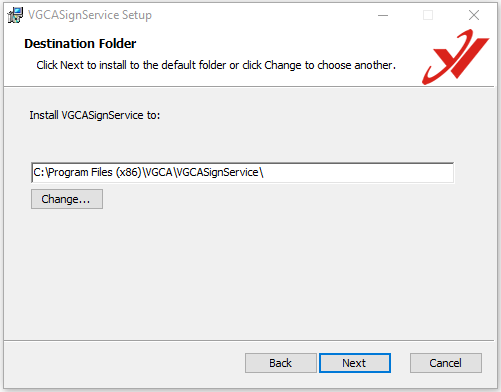 VGCASignService Setup
Destination Folder
Click Next to install to the default folder or click Change to choose another.
Install VGCASignService to:
C:\Program Files (x86)\VGCA\VGCASignService\
Change...
Back
Next
Cancel